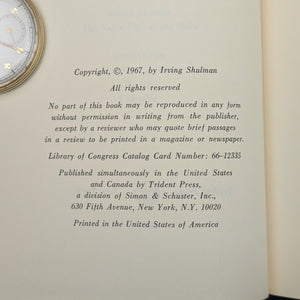 Copyright, ©, 1967, by Irving Shulman
All rights reserved
No part of this book may be reproduced in any form
without permission in writing from the publisher,
except by a reviewer who may quote brief passages
in a review to be printed in a magazine or newspaper.
Library of Congress Catalog Card Number: 66-12335
Published simultaneously in the United States
and Canada by Trident Press,
a division of Simon & Schuster, Inc.,
630 Fifth Avenue, New York, N.Y. 10020
Printed in the United States of America